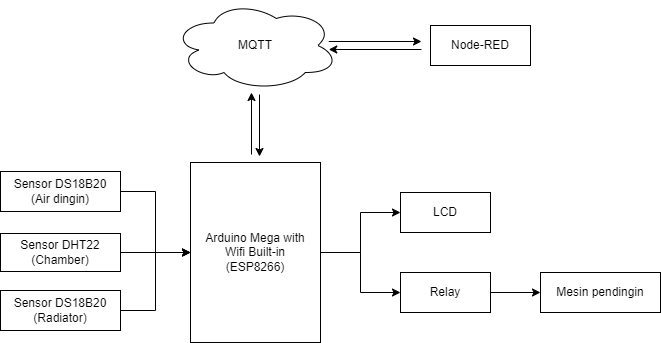 MQTT
Node-RED
Sensor DS18B20
(Air dingin)
Sensor DHT22
(Chamber)
Sensor DS18B20
(Radiator)
Arduino Mega with
Wifi Built-in
(ESP8266)
LCD
Relay
Mesin pendingin